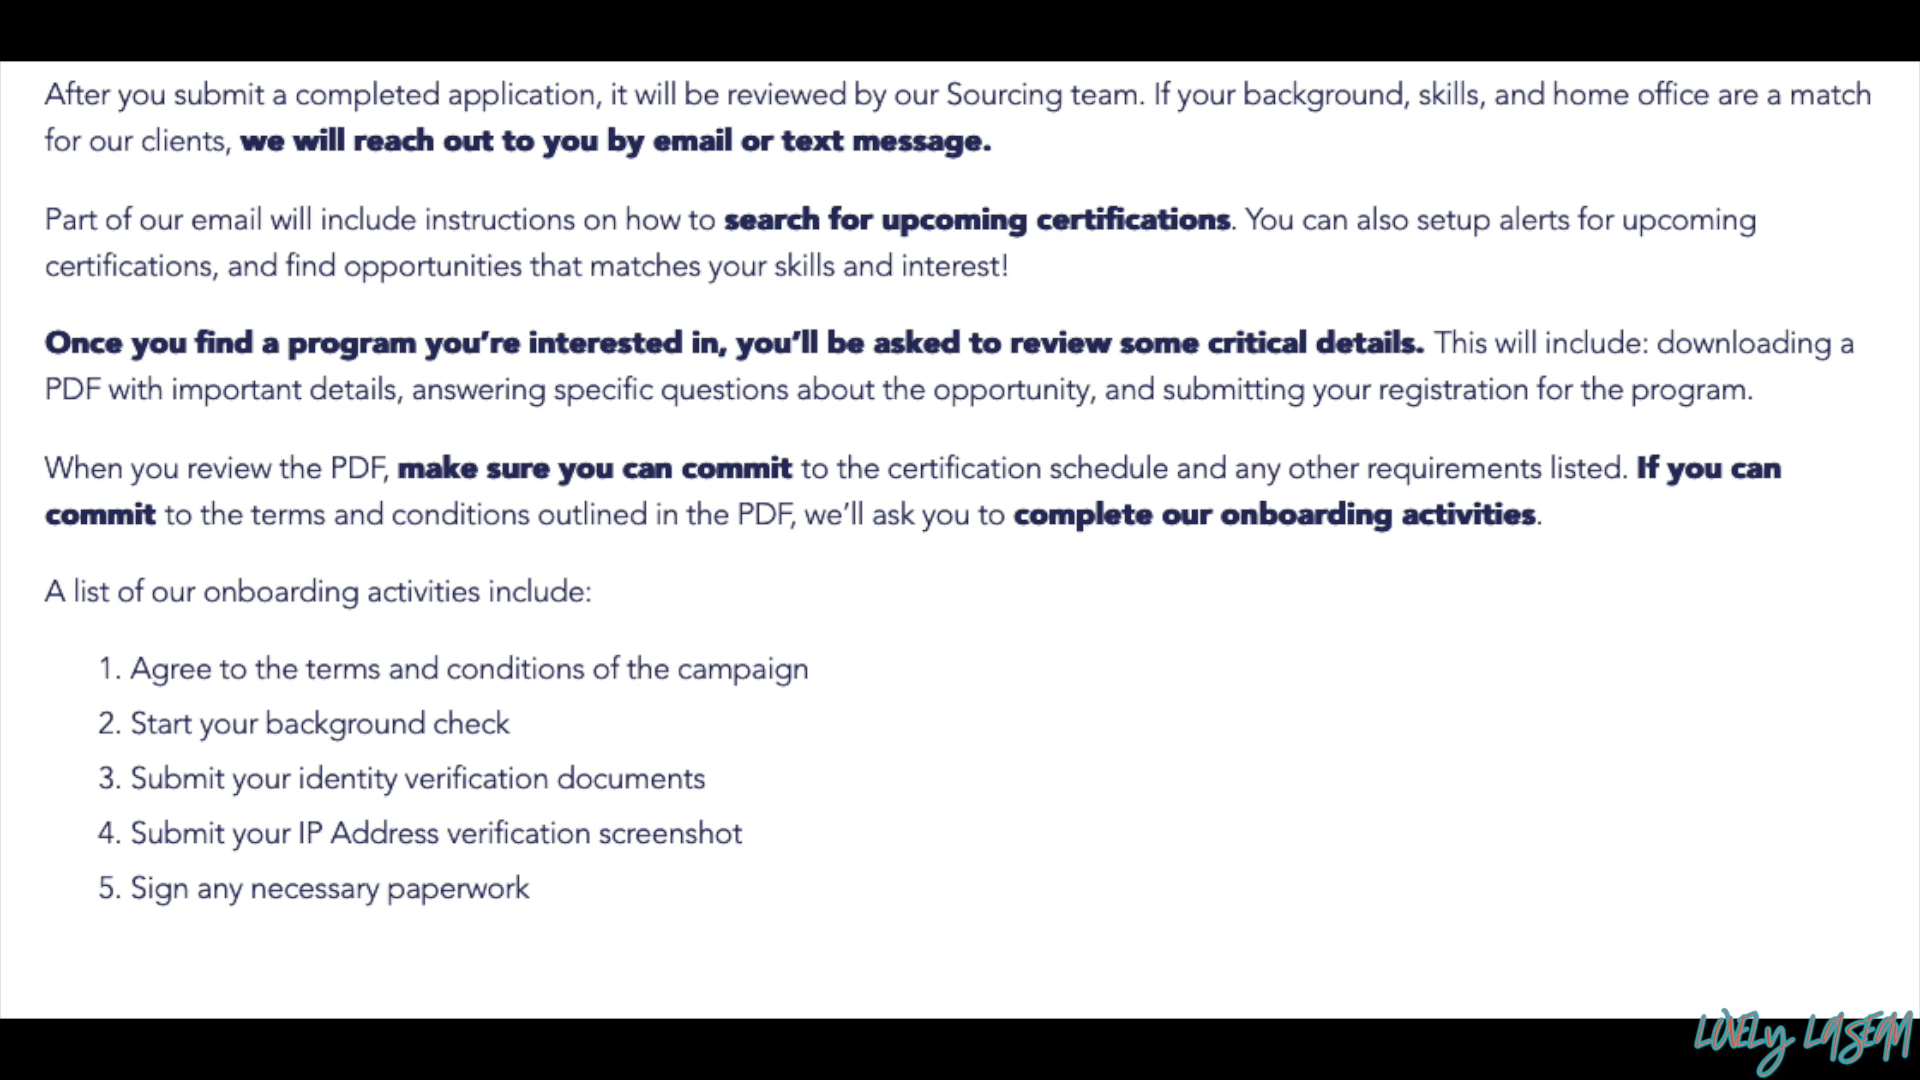 After you submit a completed application, it will be reviewed by our Sourcing team. If your background, skills, and home office are a match
for our clients, we will reach out to you by email or text message.
Part of our email will include instructions on how to search for upcoming certifications. You can also setup alerts for upcoming
certifications, and find opportunities that matches your skills and interest!
Once you find a program you’re interested in, you’ll be asked to review some critical details. This will include: downloading a
PDF with important details, answering specific questions about the opportunity, and submitting your registration for the program.
When you review the PDF, make sure you can commit to the certification schedule and any other requirements listed. If you can
commit to the terms and conditions outlined in the PDF, we’ll ask you to complete our onboarding activities.
A list of our onboarding activities include:
1. Agree to the terms and conditions of the campaign
2. Start your background check
3. Submit your identity verification documents
4. Submit your IP Address verification screenshot
5. Sign any necessary paperwork
LOVELY